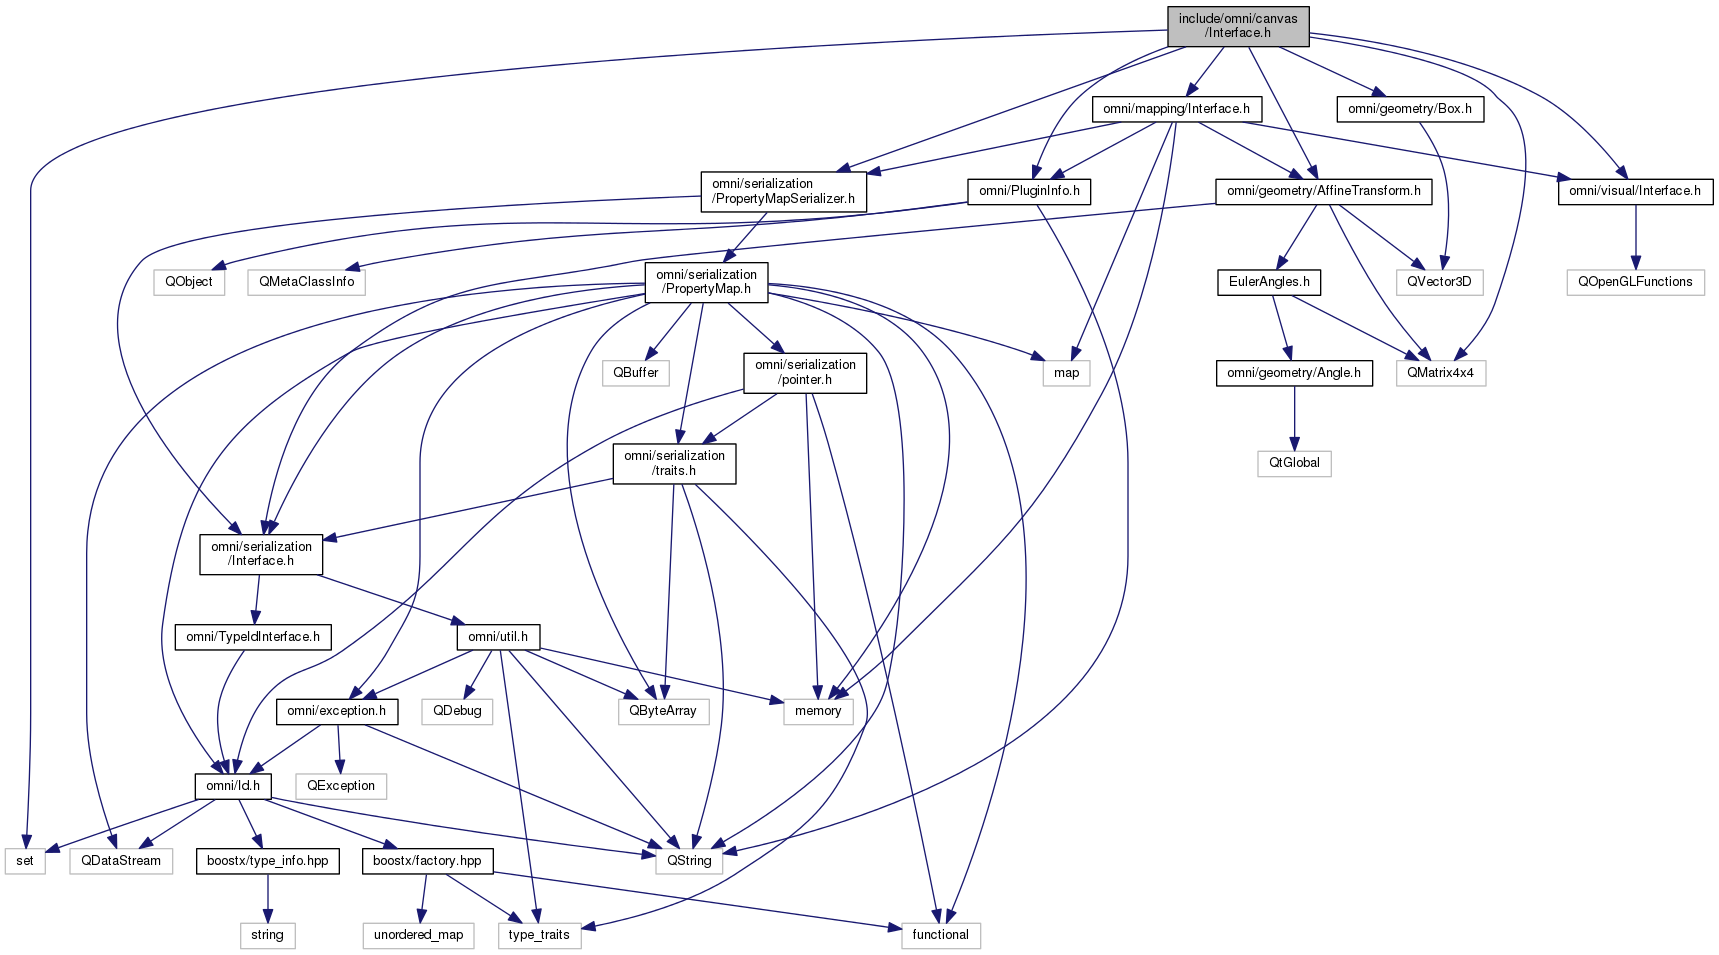 include/omni/canvas
/Interface.h
omni/mapping/Interface.h
omni/geometry/Box.h
omni/serialization
/PropertyMapSerializer.h
omni/PluginInfo.h
omni/geometry/AffineTransform.h
omni/visual/Interface.h
QObject
QMetaClassInfo
omni/serialization
/PropertyMap.h
EulerAngles.h
QVector3D
QOpenGLFunctions
QBuffer
omni/serialization
/pointer.h
map
omni/geometry/Angle.h
QMatrix4x4
omni/serialization
/traits.h
QtGlobal
omni/serialization
/Interface.h
omni/TypeIdInterface.h
omni/util.h
omni/exception.h
QDebug
QByteArray
memory
omni/Id.h
QException
set
QDataStream
boostx/type_info.hpp
boostx/factory.hpp
QString
string
unordered_map
type_traits
functional